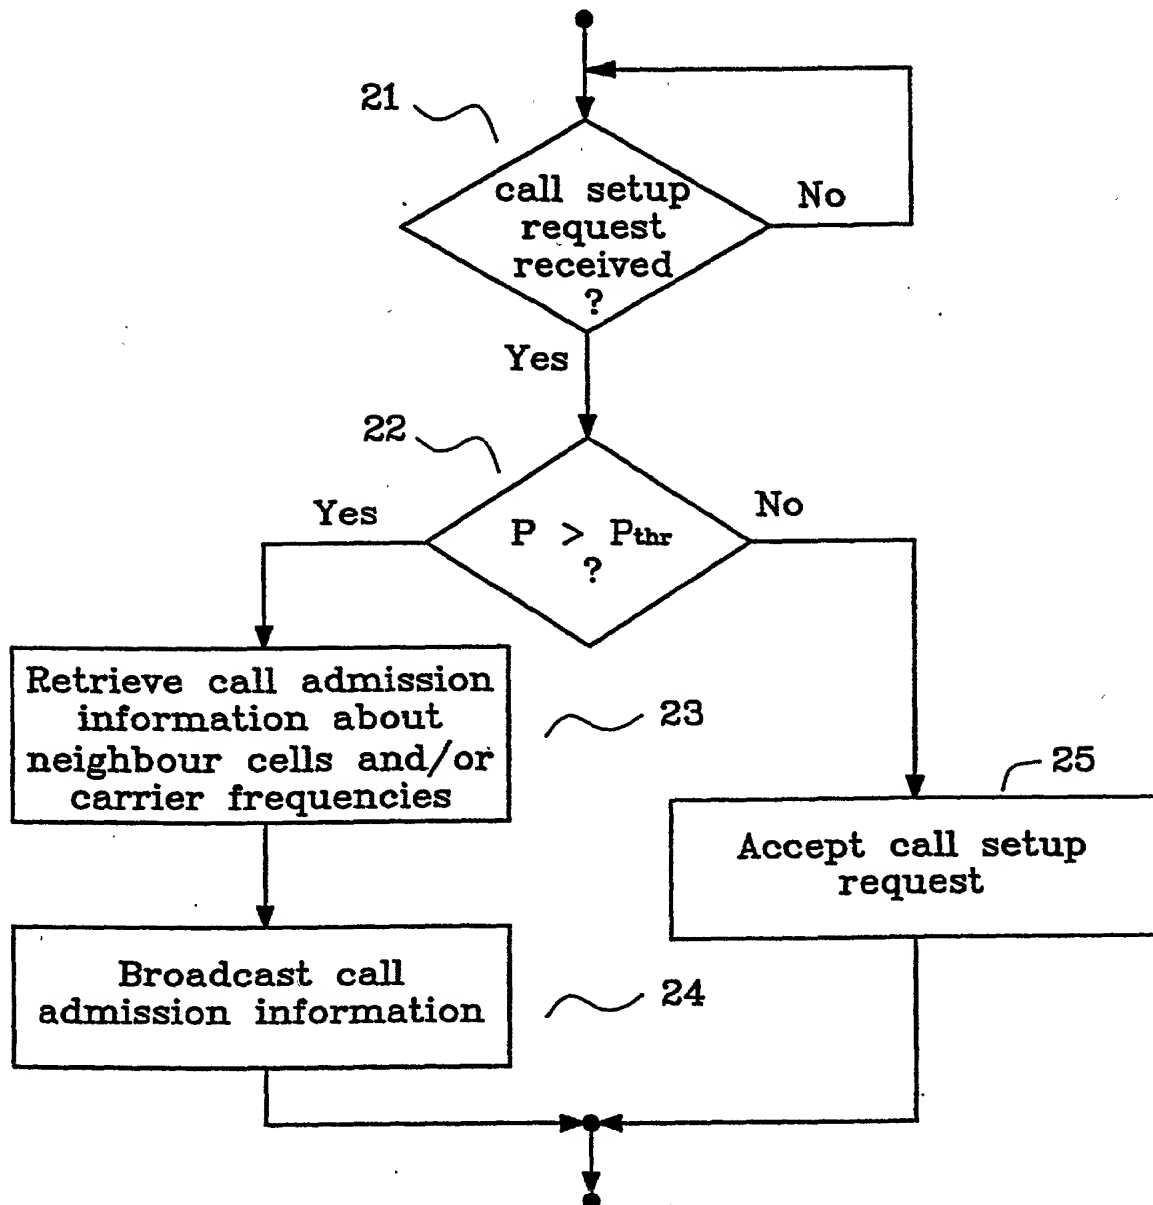 21
call setup
request
received
?
No
Yes
22
Yes
P > Pthr
?
No
Retrieve call admission
information about
neighbour cells and/or
carrier frequencies
23
25
Accept call setup
request
Broadcast call
admission information
24